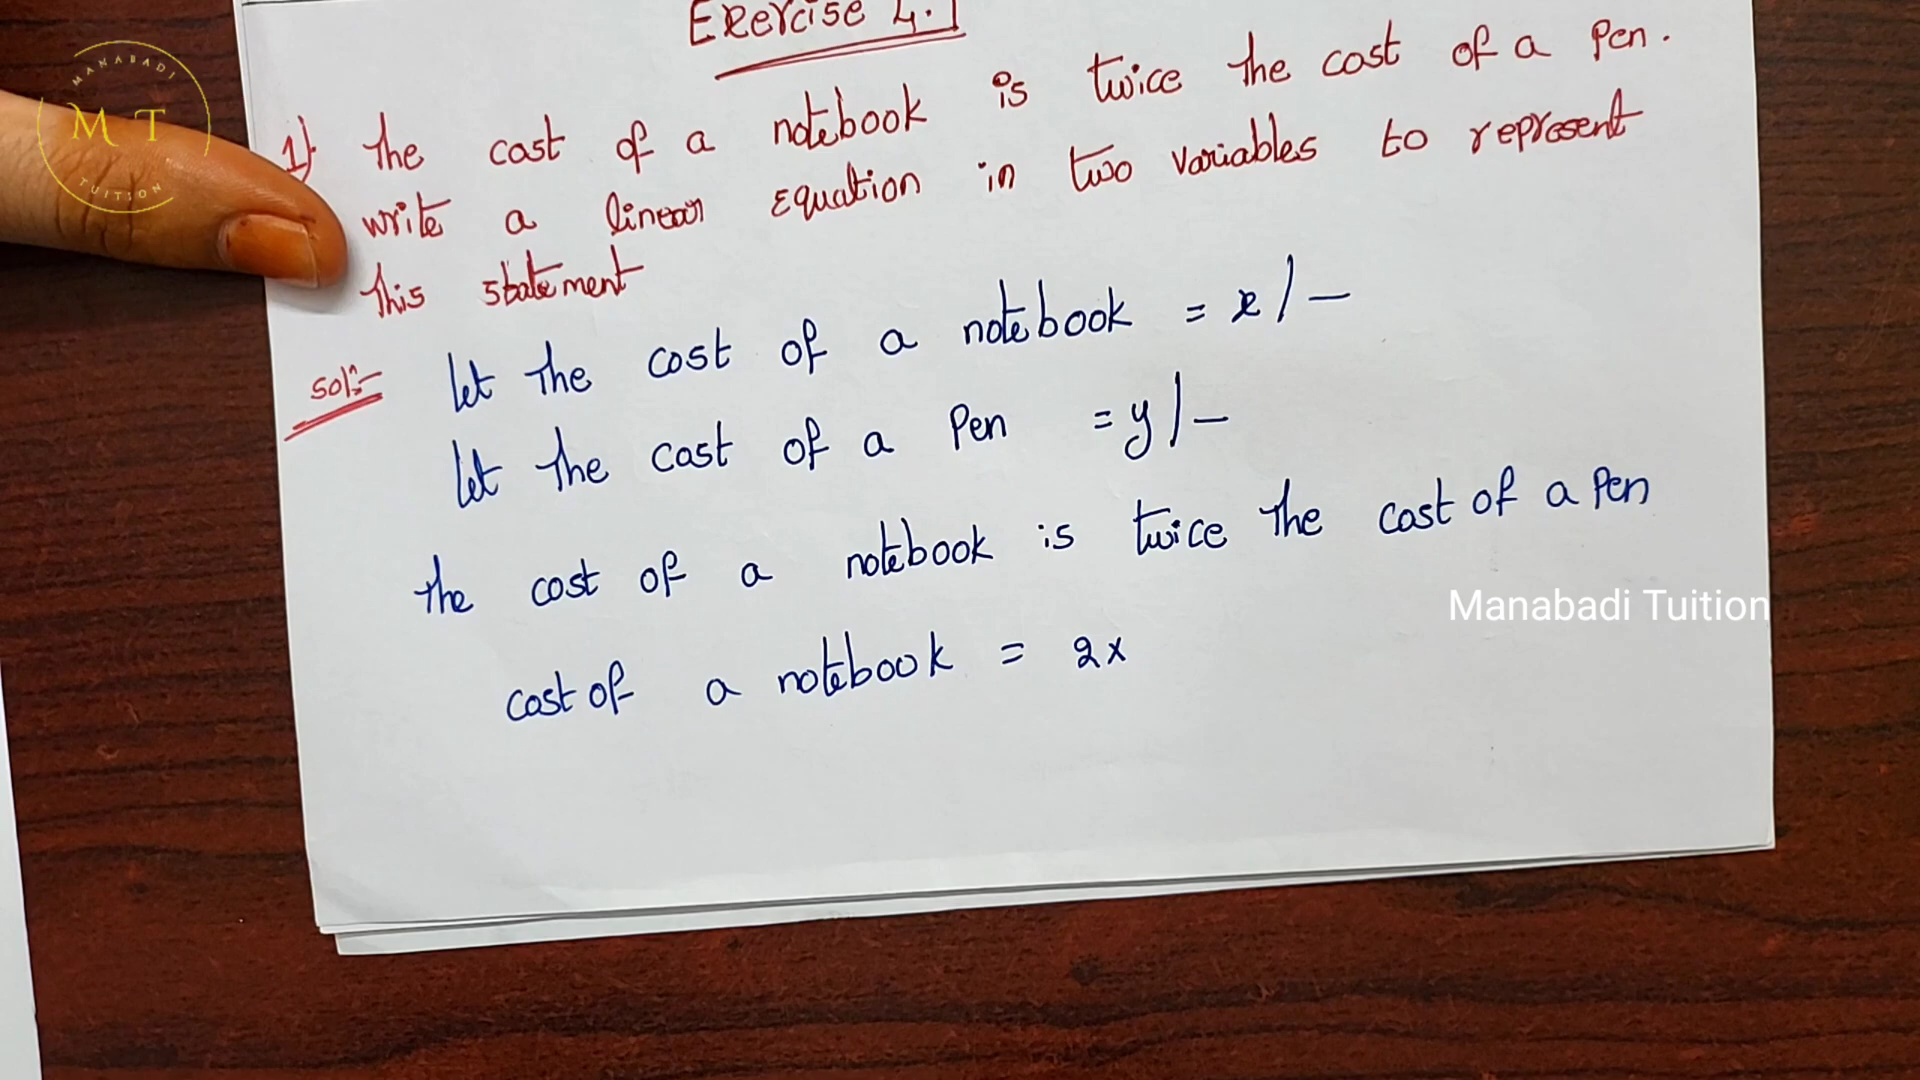 MANABADI
M T
TUITION
Exercise 4.1
1) The cost of a notebook is twice the cost of a Pen.
write a linear Equation in two variables to represent
This statement
sol:-
let the cost of a notebook = x/-
let the cost of a Pen = y/-
the cost of a notebook is twice the cost of a Pen
Manabadi Tuition
cost of a notebook = 2x